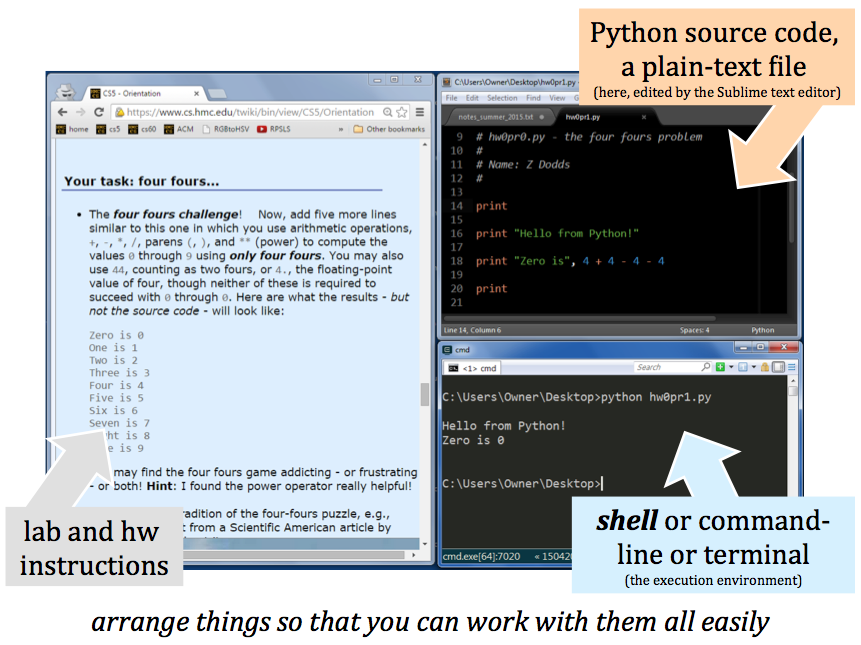 Python source code,
a plain-text file
(here, edited by the Sublime text editor)
CS5 - Orientation
https://www.cs.hmc.edu/twiki/bin/view/CS5/Orientation
home cs5 cs60 ACM RGBtoHSV RPSLS » Other bookmarks
Your task: four fours...
• The four fours challenge! Now, add five more lines
similar to this one in which you use arithmetic operations,
+, -, *, /, parens (, ), and ** (power) to compute the
values 0 through 9 using only four fours. You may also
use 44, counting as two fours, or 4., the floating-point
value of four, though neither of these is required to
succeed with 0 through 0. Here are what the results - but
not the source code - will look like:
Zero is 0
One is 1
Two is 2
Three is 3
Four is 4
Five is 5
Six is 6
Seven is 7
ht is 8
e is 9
may find the four fours game addicting - or frustrating
- or both! Hint: I found the power operator really helpful!
radition of the four-fours puzzle, e.g.,
t from a Scientific American article by
lab and hw
instructions
C:\Users\Owner\Desktop\hw0pr1.py -
File Edit Selection Find View G
notes_summer_2015.txt hw0pr1.py
9 # hw0pr0.py - the four fours problem
10 #
11 # Name: Z Dodds
12 #
13
14 print
15
16 print "Hello from Python!"
17
18 print "Zero is", 4 + 4 - 4 - 4
19
20 print
21
Line 14, Column 6 Spaces: 4 Python
cmd
<1> cmd Search
C:\Users\Owner\Desktop>python hw0pr1.py
Hello from Python!
Zero is 0
C:\Users\Owner\Desktop>
cmd.exe[64]:7020 « 150420
shell or command-
line or terminal
(the execution environment)
arrange things so that you can work with them all easily